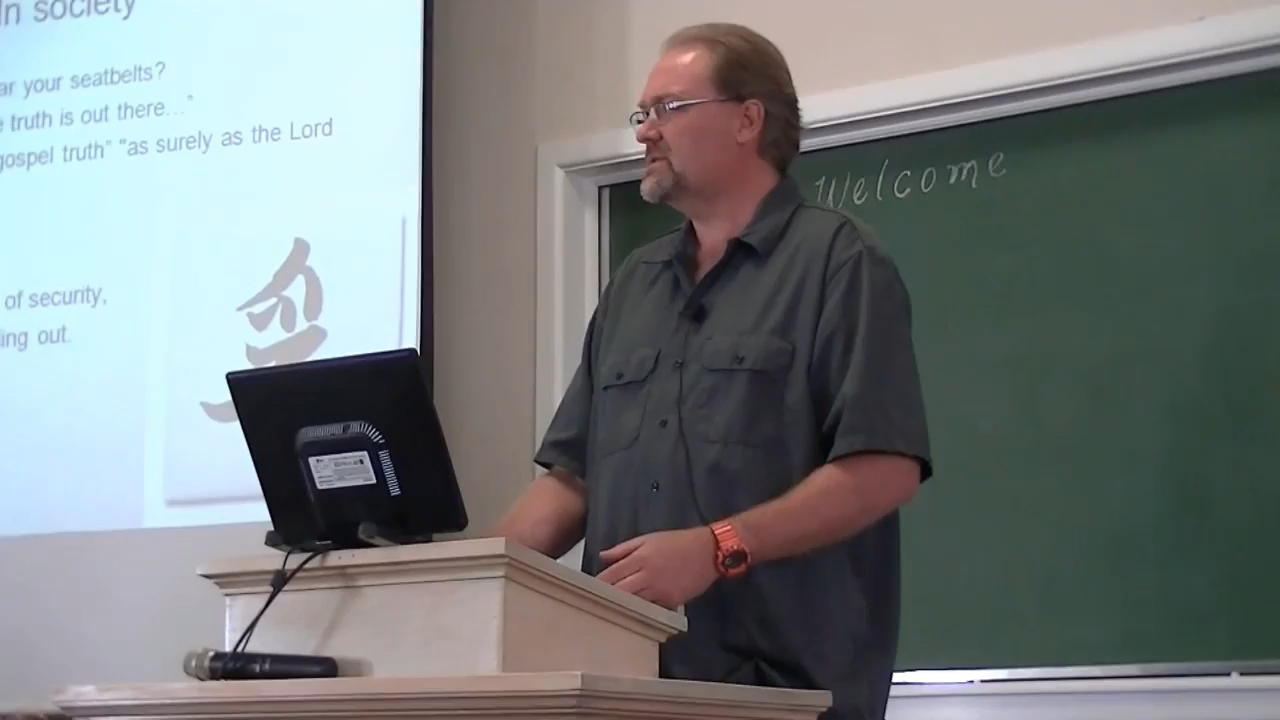 In society
ar your seatbelts?
e truth is out there…”
gospel truth” “as surely as the Lord
of security,
ing out.
Welcome